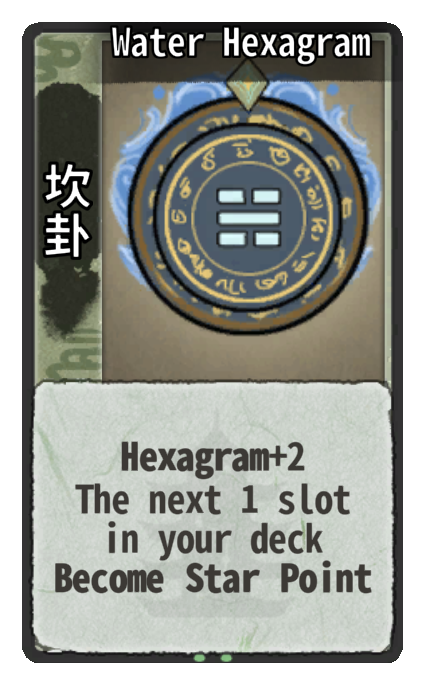 Water Hexagram
坎
卦
Hexagram+2
The next 1 slot
in your deck
Become Star Point